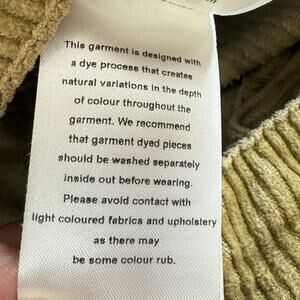 This garment is designed with
a dye process that creates
natural variations in the depth
of colour throughout the
garment. We recommend
that garment dyed pieces
should be washed separately
inside out before wearing.
Please avoid contact with
light coloured fabrics and upholstery
as there may
be some colour rub.